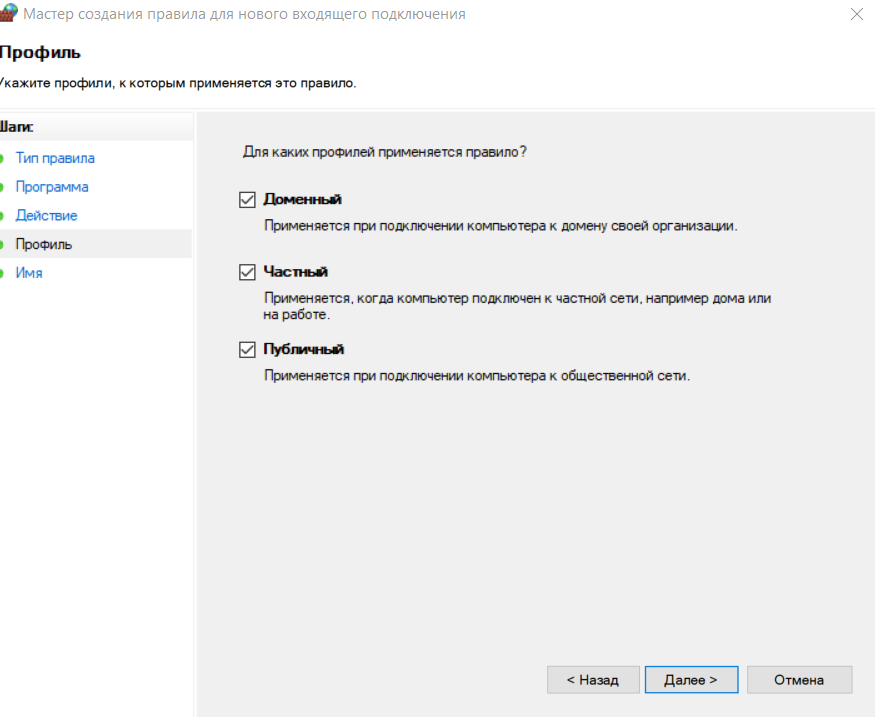 Мастер создания правила для нового входящего подключения
Профиль
Укажите профили, к которым применяется это правило.
Шаги:
Тип правила
Программа
Действие
Профиль
Имя
Для каких профилей применяется правило?
Доменный
Применяется при подключении компьютера к домену своей организации.
Частный
Применяется, когда компьютер подключен к частной сети, например дома или
на работе.
Публичный
Применяется при подключении компьютера к общественной сети.
< Назад
Далее >
Отмена